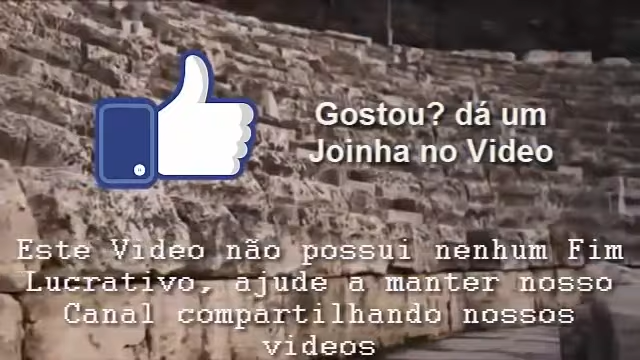 Gostou? dá um
Joinha no Video
Este Video não possui nenhum Fim
Lucrativo, ajude a manter nosso
Canal compartilhando nossos
videos